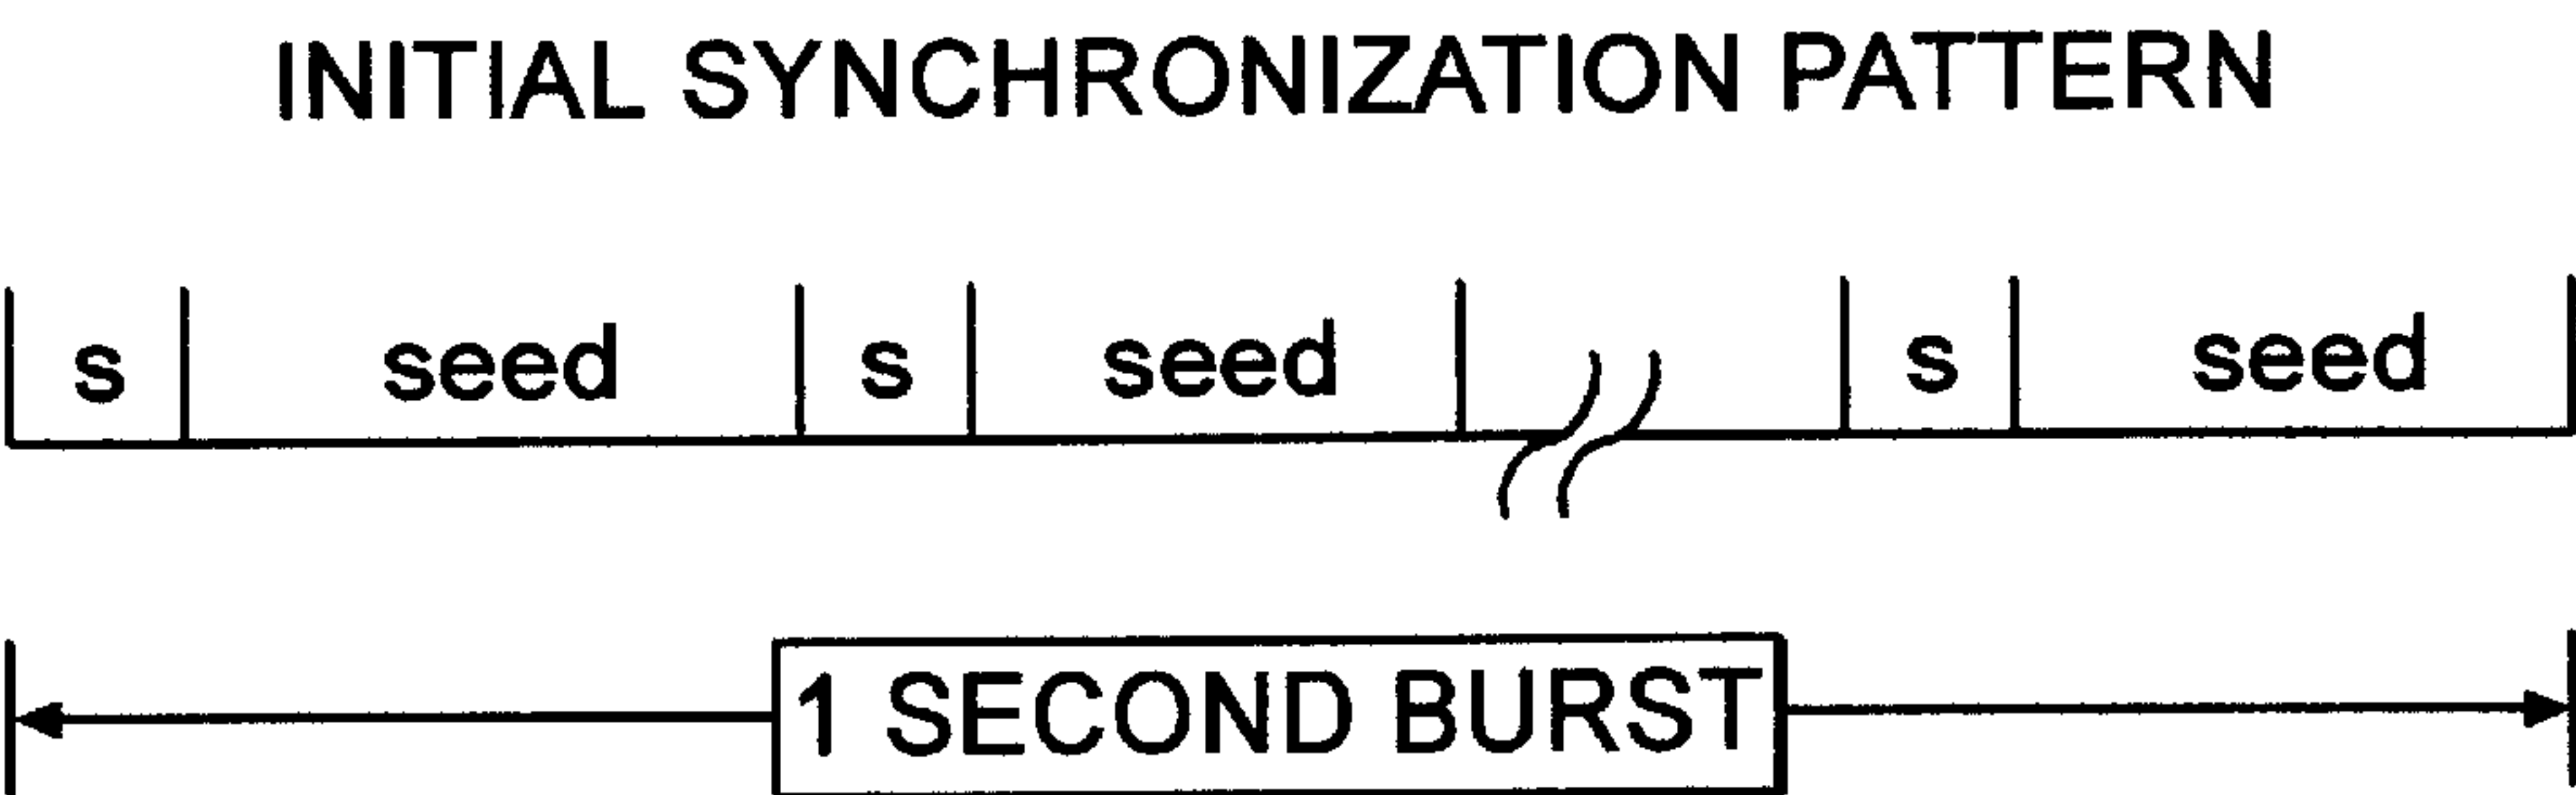 INITIAL SYNCHRONIZATION PATTERN
s seed s seed s seed
1 SECOND BURST